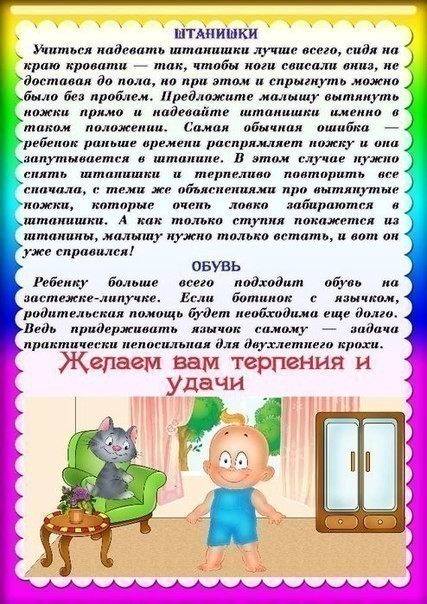 ШТАНИШКИ
Учиться надевать штанишки лучше всего, сидя на
краю кровати — так, чтобы ноги свисали вниз, не
доставая до пола, но при этом и спрыгнуть можно
было без проблем. Предложите малышу вытянуть
ножки прямо и надевайте штанишки именно в
таком положении. Самая обычная ошибка —
ребенок раньше времени распрямляет ножку и она
запутывается в штанине. В этом случае нужно
снять штанишки и терпеливо повторить все
сначала, с теми же объяснениями про вытянутые
ножки, которые очень ловко забираются в
штанишки. А как только ступня покажется из
штанины, малышу нужно только встать, и вот он
уже справился!
ОБУВЬ
Ребенку больше всего подходит обувь на
застежке-липучке. Если ботинок с язычком,
родительская помощь будет необходима еще долго.
Ведь придерживать язычок самому — задача
практически непосильная для двухлетнего крохи.
Желаем вам терпения и
удачи